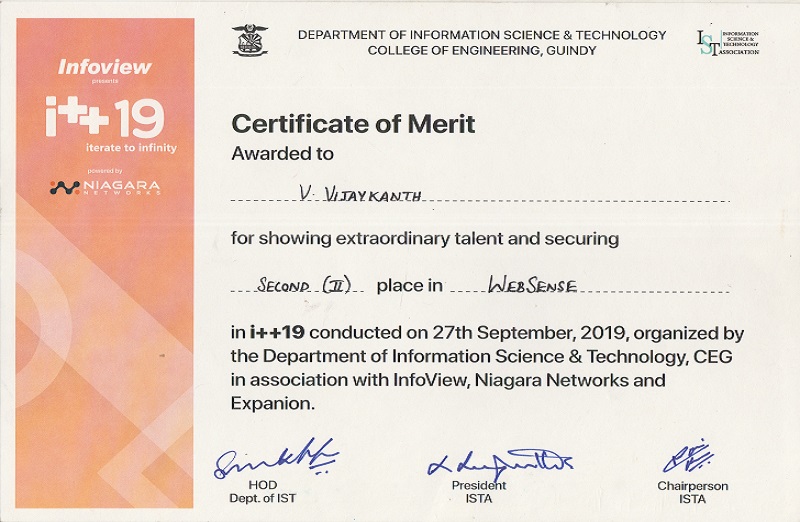 Infoview
presents
i++19
iterate to infinity
powered by
NIAGARA
NETWORKS
DEPARTMENT OF INFORMATION SCIENCE & TECHNOLOGY
COLLEGE OF ENGINEERING, GUINDY
IST
INFORMATION
SCIENCE &
TECHNOLOGY
ASSOCIATION
Certificate of Merit
Awarded to
V. VIJAYKANTH
for showing extraordinary talent and securing
SECOND (II) place in WEBSENSE
in i++19 conducted on 27th September, 2019, organized by
the Department of Information Science & Technology, CEG
in association with InfoView, Niagara Networks and
Expanion.
HOD
Dept. of IST
President
ISTA
Chairperson
ISTA